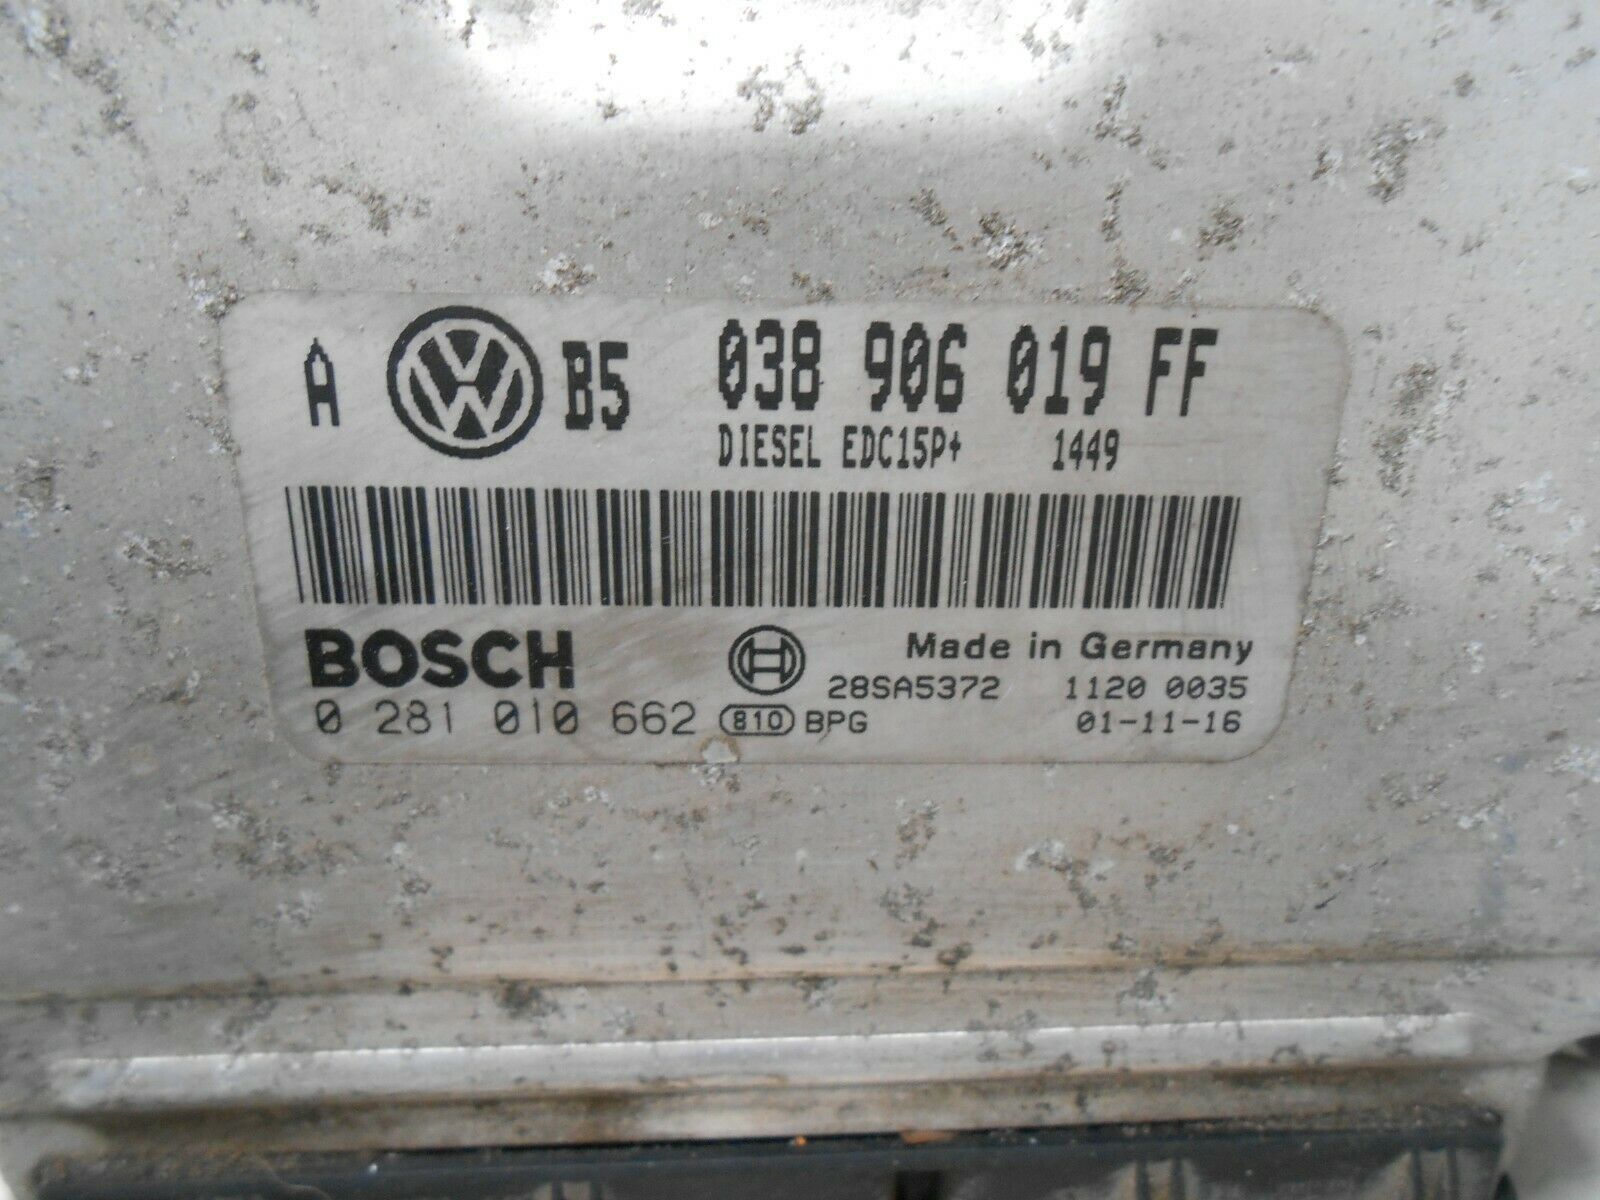 A VW B5 038 906 019 FF
DIESEL EDC15P+ 1449
BOSCH Made in Germany
28SA5372 1120 0035
0 281 010 662 810 BPG 01-11-16